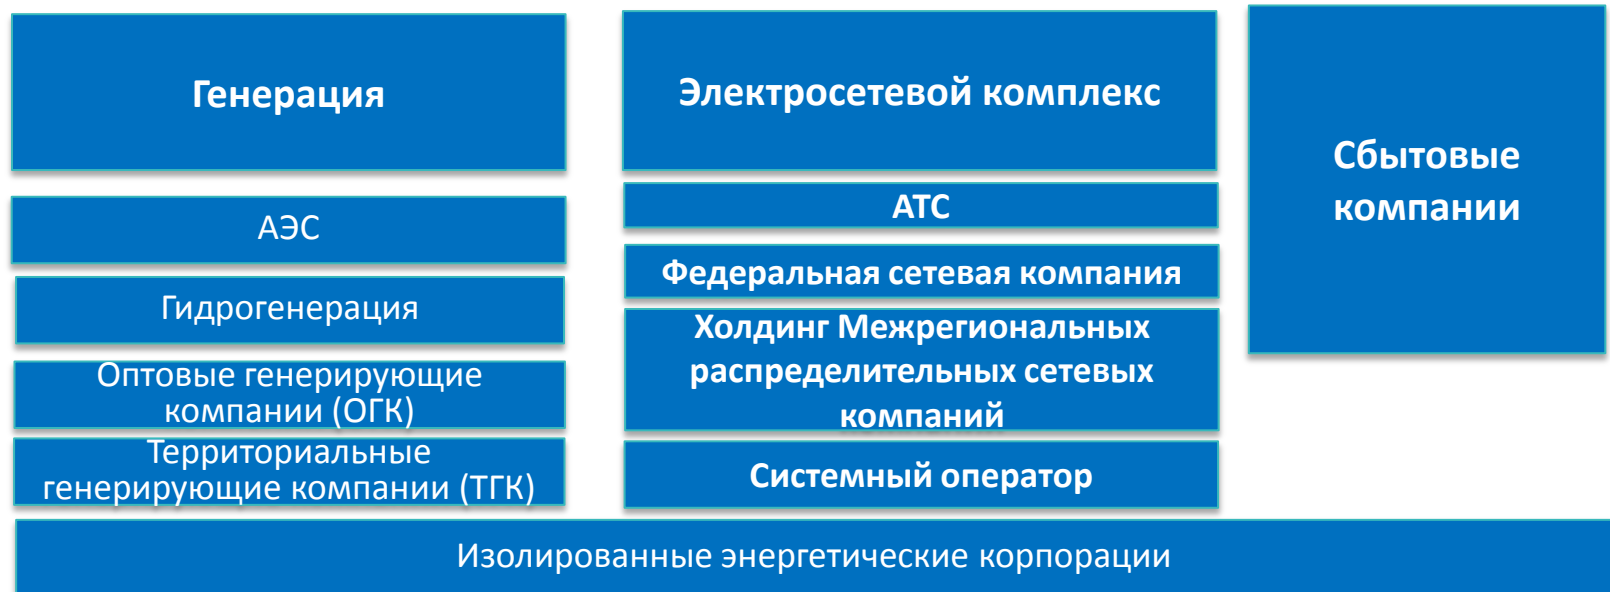 Генерация
АЭС
Гидрогенерация
Оптовые генерирующие
компании (ОГК)
Территориальные
генерирующие компании (ТГК)
Электросетевой комплекс
АТС
Федеральная сетевая компания
Холдинг Межрегиональных
распределительных сетевых
компаний
Системный оператор
Сбытовые
компании
Изолированные энергетические корпорации